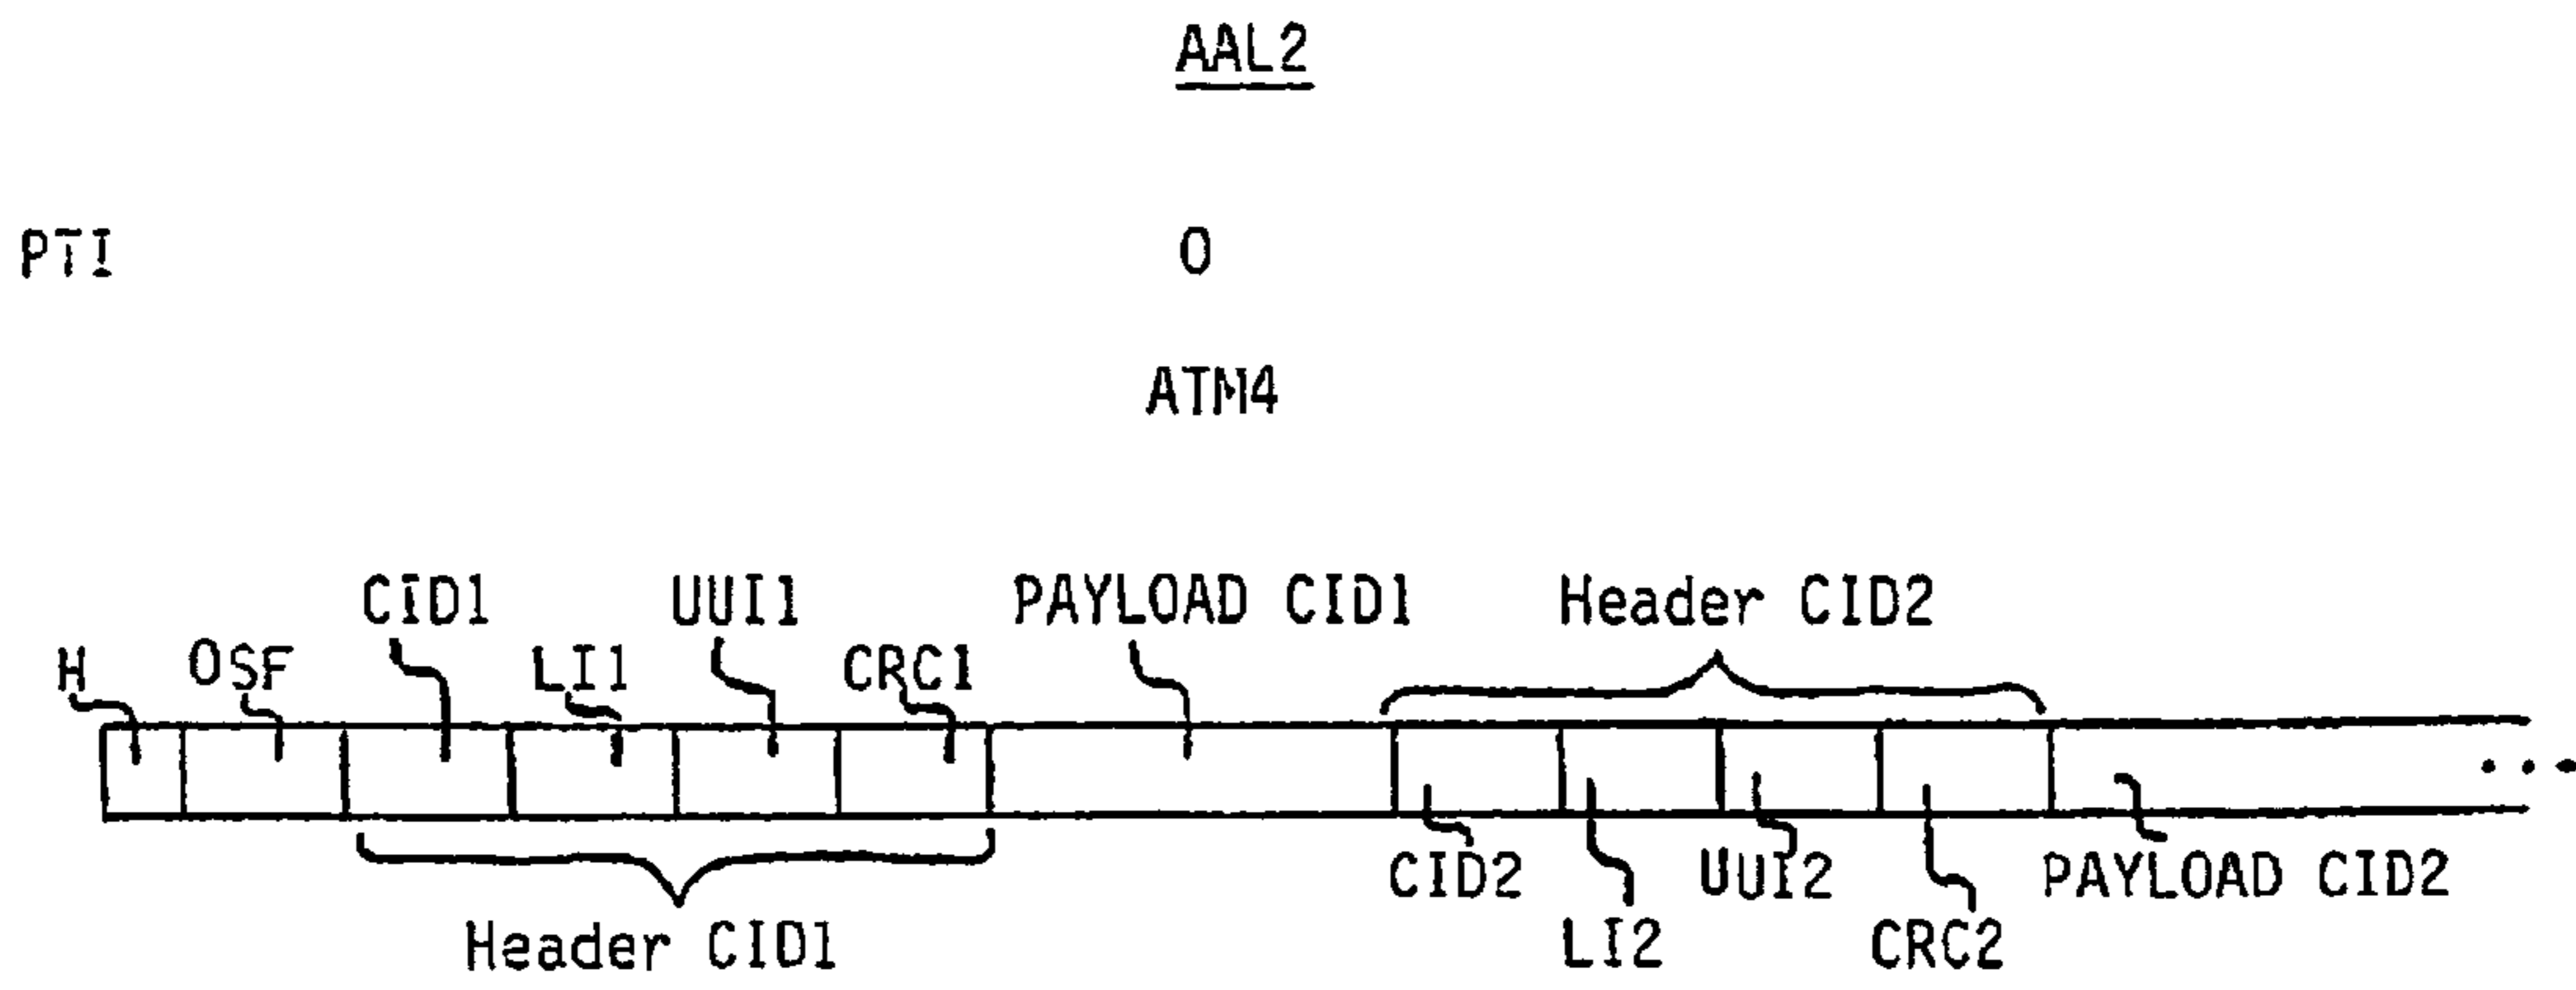 AAL2
PTI 0
ATM4
CID1 UUI1 PAYLOAD CID1 Header CID2
H OSF LI1 CRC1
...
CID2 UUI2 PAYLOAD CID2
Header CID1 LI2 CRC2